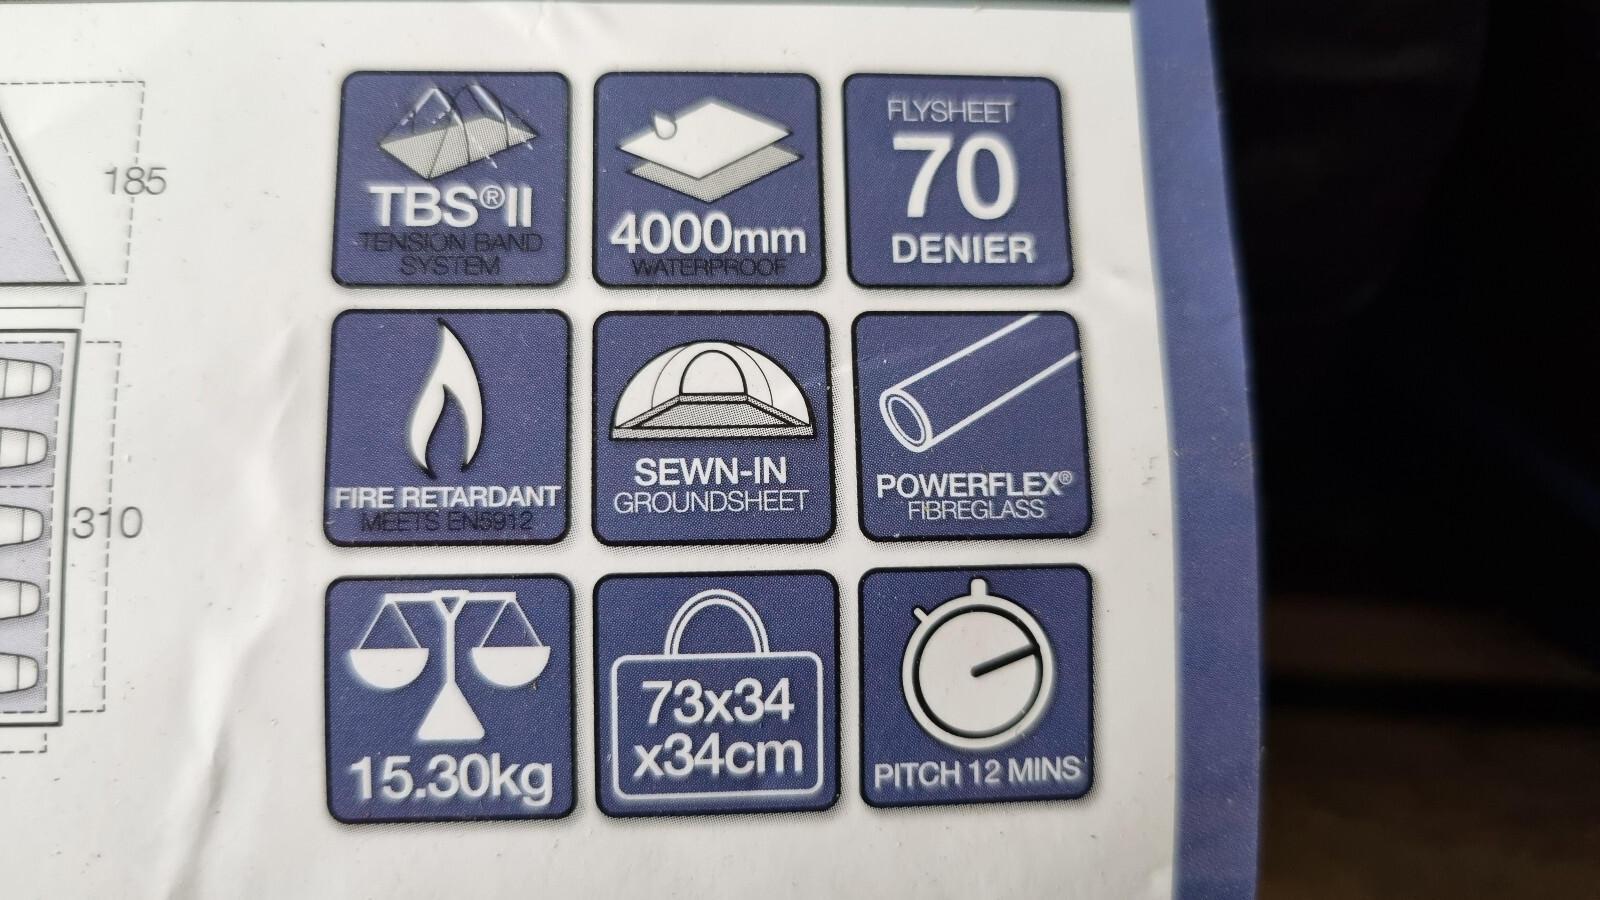 185
310
TBS®II
TENSION BAND
SYSTEM
4000mm
WATERPROOF
FLYSHEET
70
DENIER
FIRE RETARDANT
MEETS EN5912
SEWN-IN
GROUNDSHEET
POWERFLEX®
FIBREGLASS
15.30kg
73x34
x34cm
PITCH 12 MINS